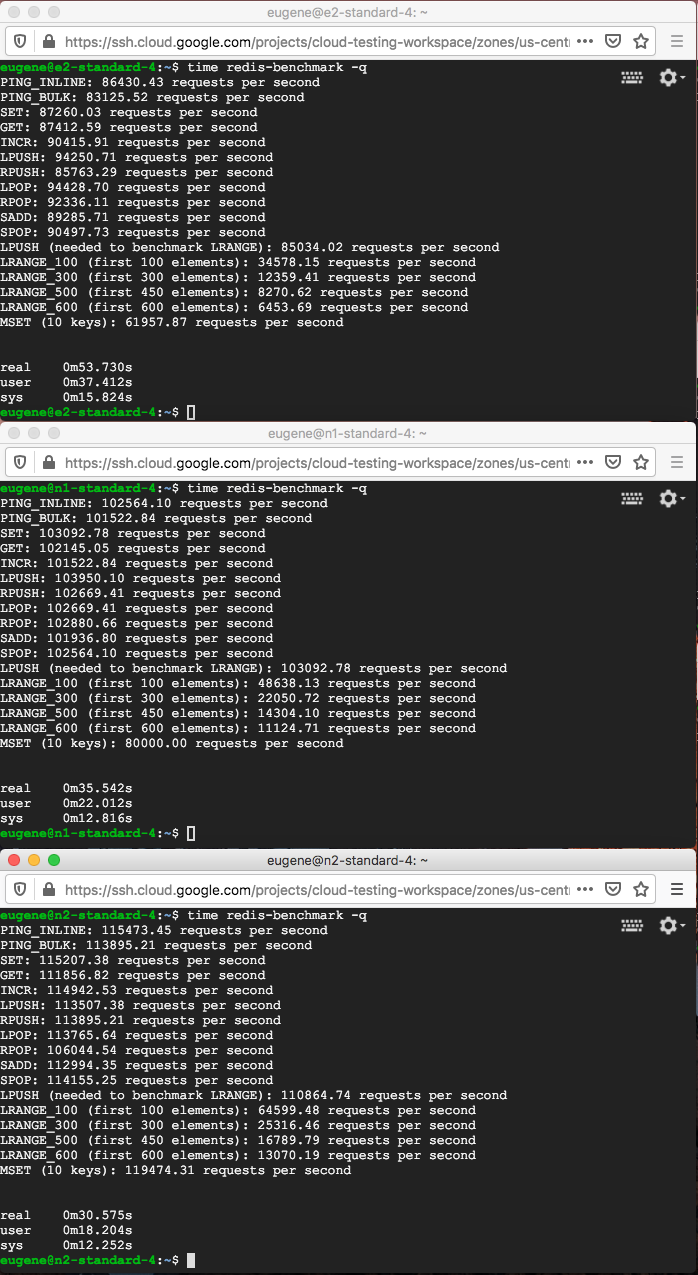 eugene@e2-standard-4: ~
https://ssh.cloud.google.com/projects/cloud-testing-workspace/zones/us-centr
eugene@e2-standard-4:~$ time redis-benchmark -q
PING_INLINE: 86430.43 requests per second
PING_BULK: 83125.52 requests per second
SET: 87260.03 requests per second
GET: 87412.59 requests per second
INCR: 90415.91 requests per second
LPUSH: 94250.71 requests per second
RPUSH: 85763.29 requests per second
LPOP: 94428.70 requests per second
RPOP: 92336.11 requests per second
SADD: 89285.71 requests per second
SPOP: 90497.73 requests per second
LPUSH (needed to benchmark LRANGE): 85034.02 requests per second
LRANGE_100 (first 100 elements): 34578.15 requests per second
LRANGE_300 (first 300 elements): 12359.41 requests per second
LRANGE_500 (first 450 elements): 8270.62 requests per second
LRANGE_600 (first 600 elements): 6453.69 requests per second
MSET (10 keys): 61957.87 requests per second
real 0m53.730s
user 0m37.412s
sys 0m15.824s
eugene@e2-standard-4:~$
eugene@n1-standard-4: ~
https://ssh.cloud.google.com/projects/cloud-testing-workspace/zones/us-centr
eugene@n1-standard-4:~$ time redis-benchmark -q
PING_INLINE: 102564.10 requests per second
PING_BULK: 101522.84 requests per second
SET: 103092.78 requests per second
GET: 102145.05 requests per second
INCR: 101522.84 requests per second
LPUSH: 103950.10 requests per second
RPUSH: 102669.41 requests per second
LPOP: 102669.41 requests per second
RPOP: 102880.66 requests per second
SADD: 101936.80 requests per second
SPOP: 102564.10 requests per second
LPUSH (needed to benchmark LRANGE): 103092.78 requests per second
LRANGE_100 (first 100 elements): 48638.13 requests per second
LRANGE_300 (first 300 elements): 22050.72 requests per second
LRANGE_500 (first 450 elements): 14304.10 requests per second
LRANGE_600 (first 600 elements): 11124.71 requests per second
MSET (10 keys): 80000.00 requests per second
real 0m35.542s
user 0m22.012s
sys 0m12.816s
eugene@n1-standard-4:~$
eugene@n2-standard-4: ~
https://ssh.cloud.google.com/projects/cloud-testing-workspace/zones/us-centr
eugene@n2-standard-4:~$ time redis-benchmark -q
PING_INLINE: 115473.45 requests per second
PING_BULK: 113895.21 requests per second
SET: 115207.38 requests per second
GET: 111856.82 requests per second
INCR: 114942.53 requests per second
LPUSH: 113507.38 requests per second
RPUSH: 113895.21 requests per second
LPOP: 113765.64 requests per second
RPOP: 106044.54 requests per second
SADD: 112994.35 requests per second
SPOP: 114155.25 requests per second
LPUSH (needed to benchmark LRANGE): 110864.74 requests per second
LRANGE_100 (first 100 elements): 64599.48 requests per second
LRANGE_300 (first 300 elements): 25316.46 requests per second
LRANGE_500 (first 450 elements): 16789.79 requests per second
LRANGE_600 (first 600 elements): 13070.19 requests per second
MSET (10 keys): 119474.31 requests per second
real 0m30.575s
user 0m18.204s
sys 0m12.252s
eugene@n2-standard-4:~$